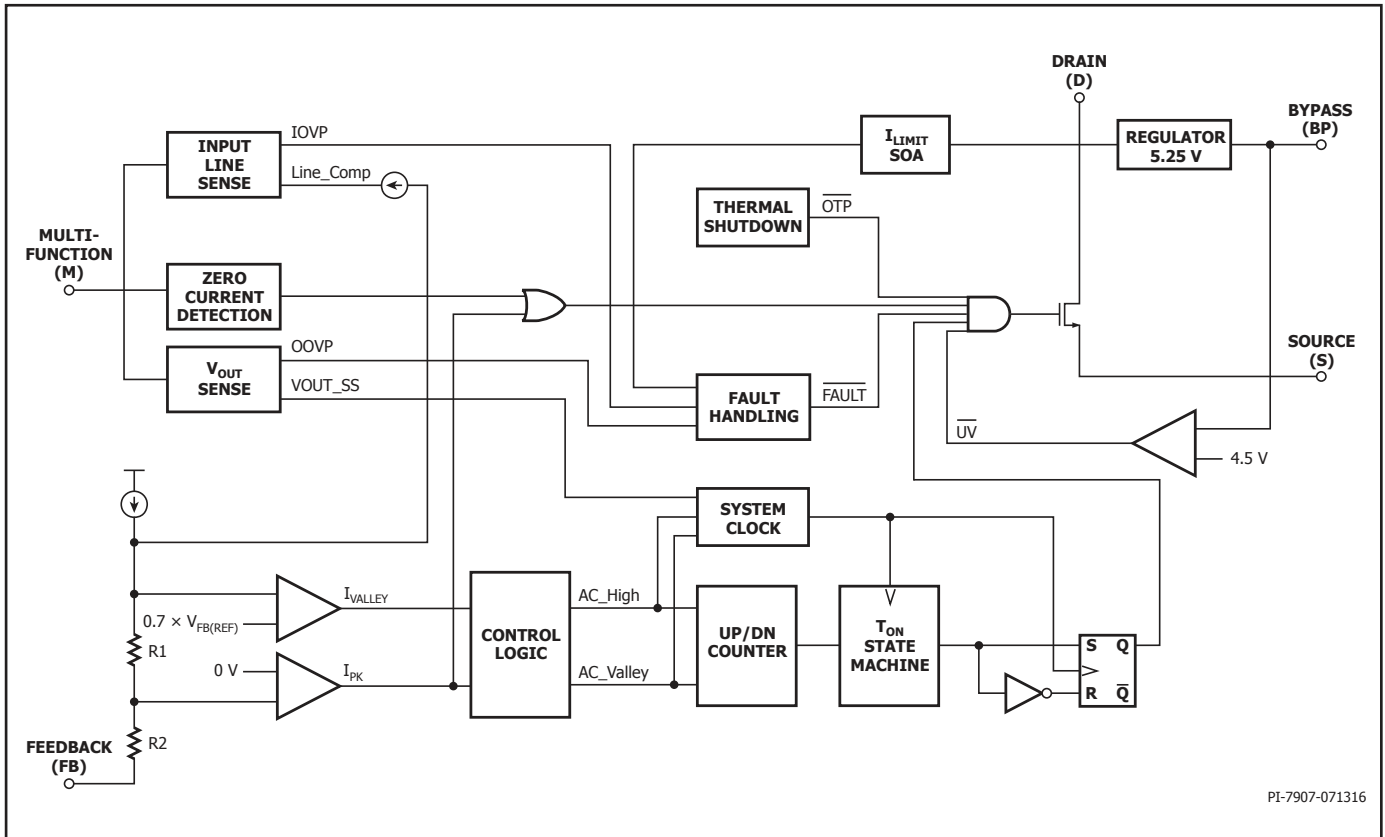 DRAIN
(D)
BYPASS
(BP)
INPUT
LINE
SENSE
IOVP
Line_Comp
I_LIMIT
SOA
REGULATOR
5.25 V
THERMAL
SHUTDOWN
OTP
MULTI-
FUNCTION
(M)
ZERO
CURRENT
DETECTION
SOURCE
(S)
V_OUT
SENSE
OOVP
VOUT_SS
FAULT
HANDLING
FAULT
UV
4.5 V
SYSTEM
CLOCK
0.7 × V_FB(REF)
I_VALLEY
R1
0 V
I_PK
CONTROL
LOGIC
AC_High
AC_Valley
UP/DN
COUNTER
T_ON
STATE
MACHINE
S Q
R Q̅
R2
FEEDBACK
(FB)
PI-7907-071316